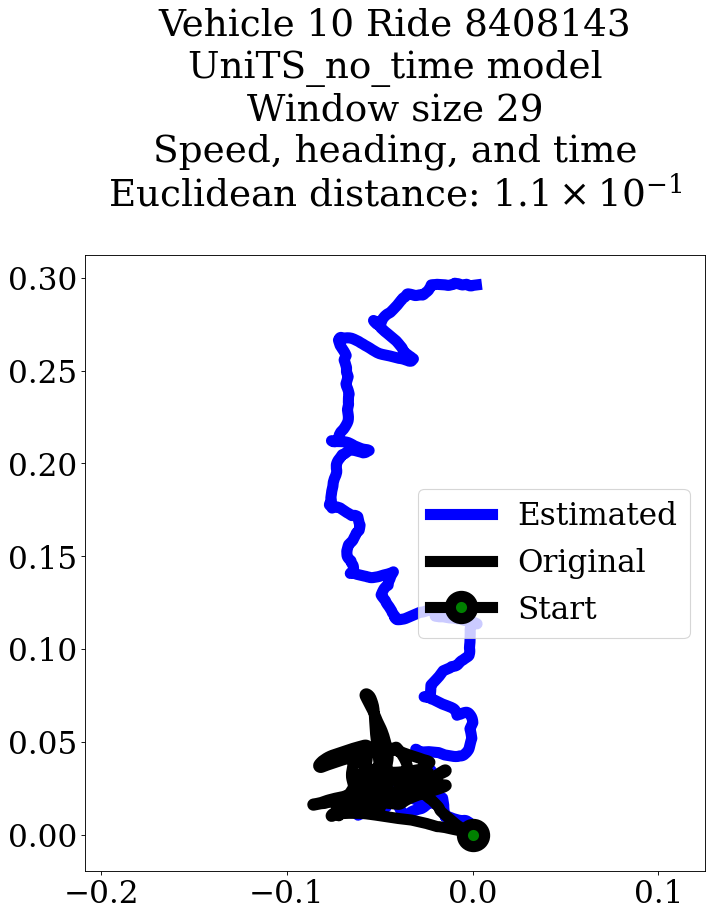 Vehicle 10 Ride 8408143
UniTS_no_time model
Window size 29
Speed, heading, and time
Euclidean distance: 1.1 × 10⁻¹
0.30
0.25
0.20
0.15
0.10
0.05
0.00
Estimated
Original
Start
−0.2 −0.1 0.0 0.1